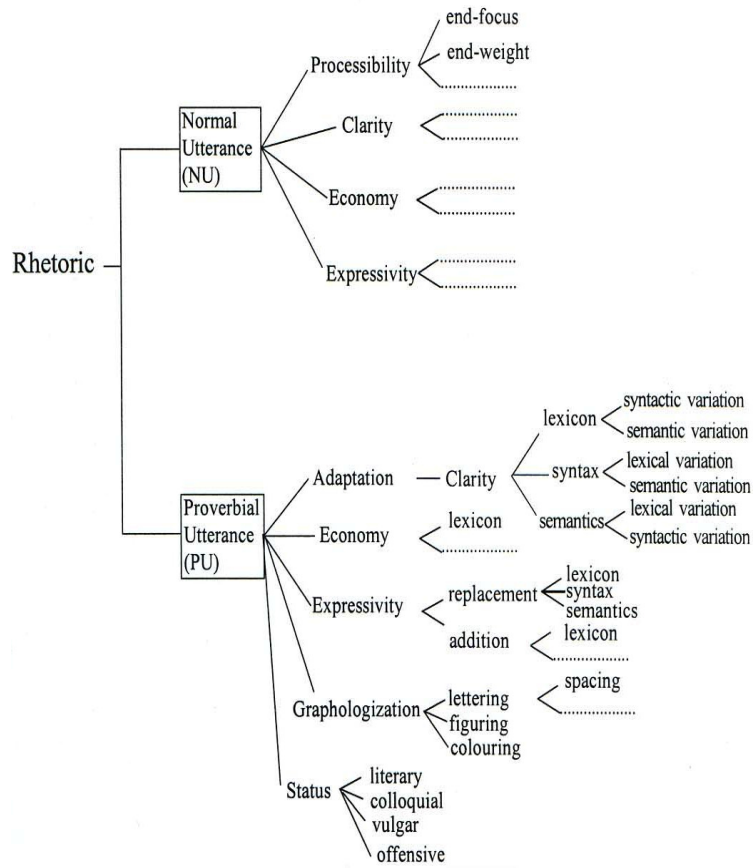 end-focus
Processibility
end-weight
Normal
Utterance
(NU)
Clarity
Economy
Rhetoric
Expressivity
syntactic variation
lexicon
semantic variation
lexical variation
Adaptation
Clarity
syntax
semantic variation
Proverbial
Utterance
(PU)
lexicon
semantics
lexical variation
Economy
syntactic variation
Expressivity
replacement
lexicon
syntax
semantics
addition
lexicon
Graphologization
lettering
spacing
figuring
colouring
Status
literary
colloquial
vulgar
offensive